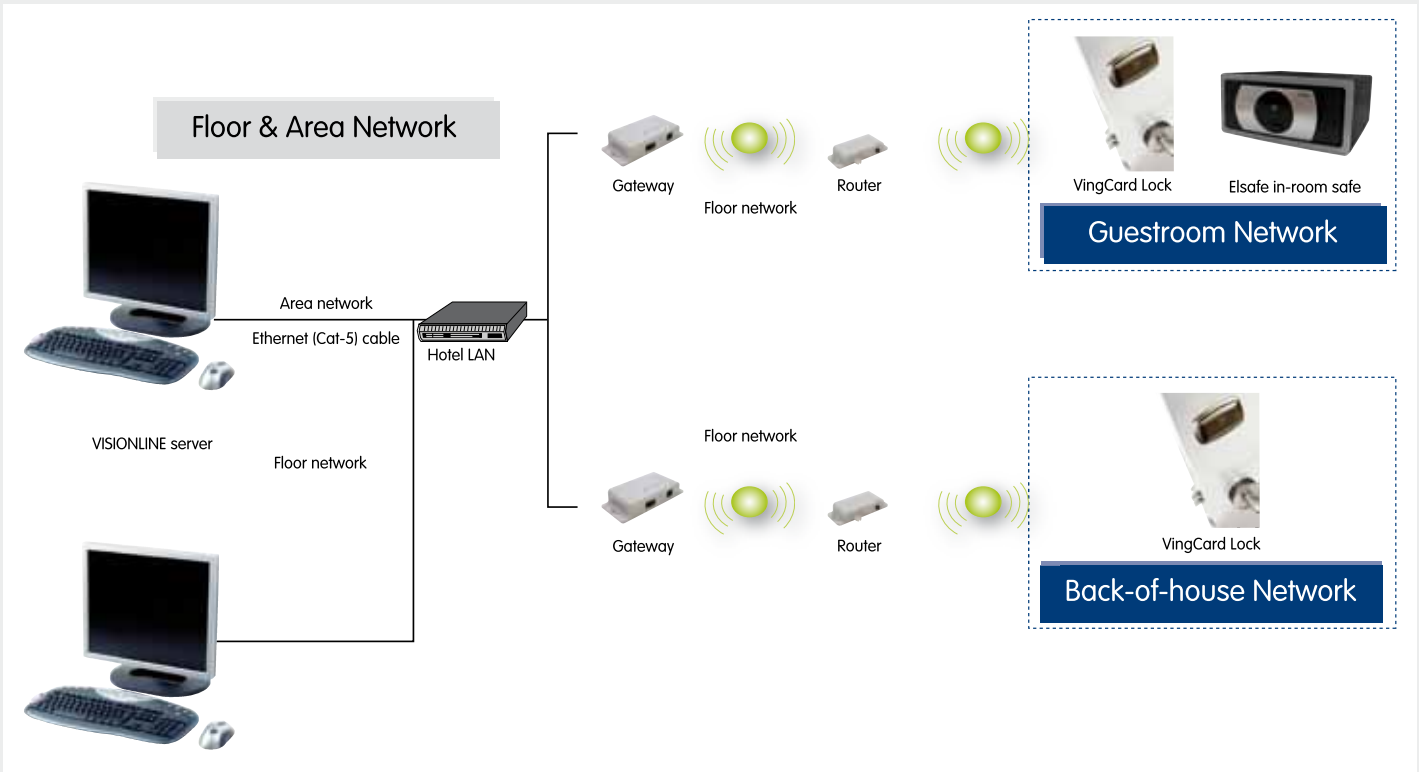 Floor & Area Network
Gateway
Floor network
Router
VingCard Lock
Elsafe in-room safe
Guestroom Network
Area network
Ethernet (Cat-5) cable
Hotel LAN
VISIONLINE server
Floor network
Floor network
Gateway
Router
VingCard Lock
Back-of-house Network